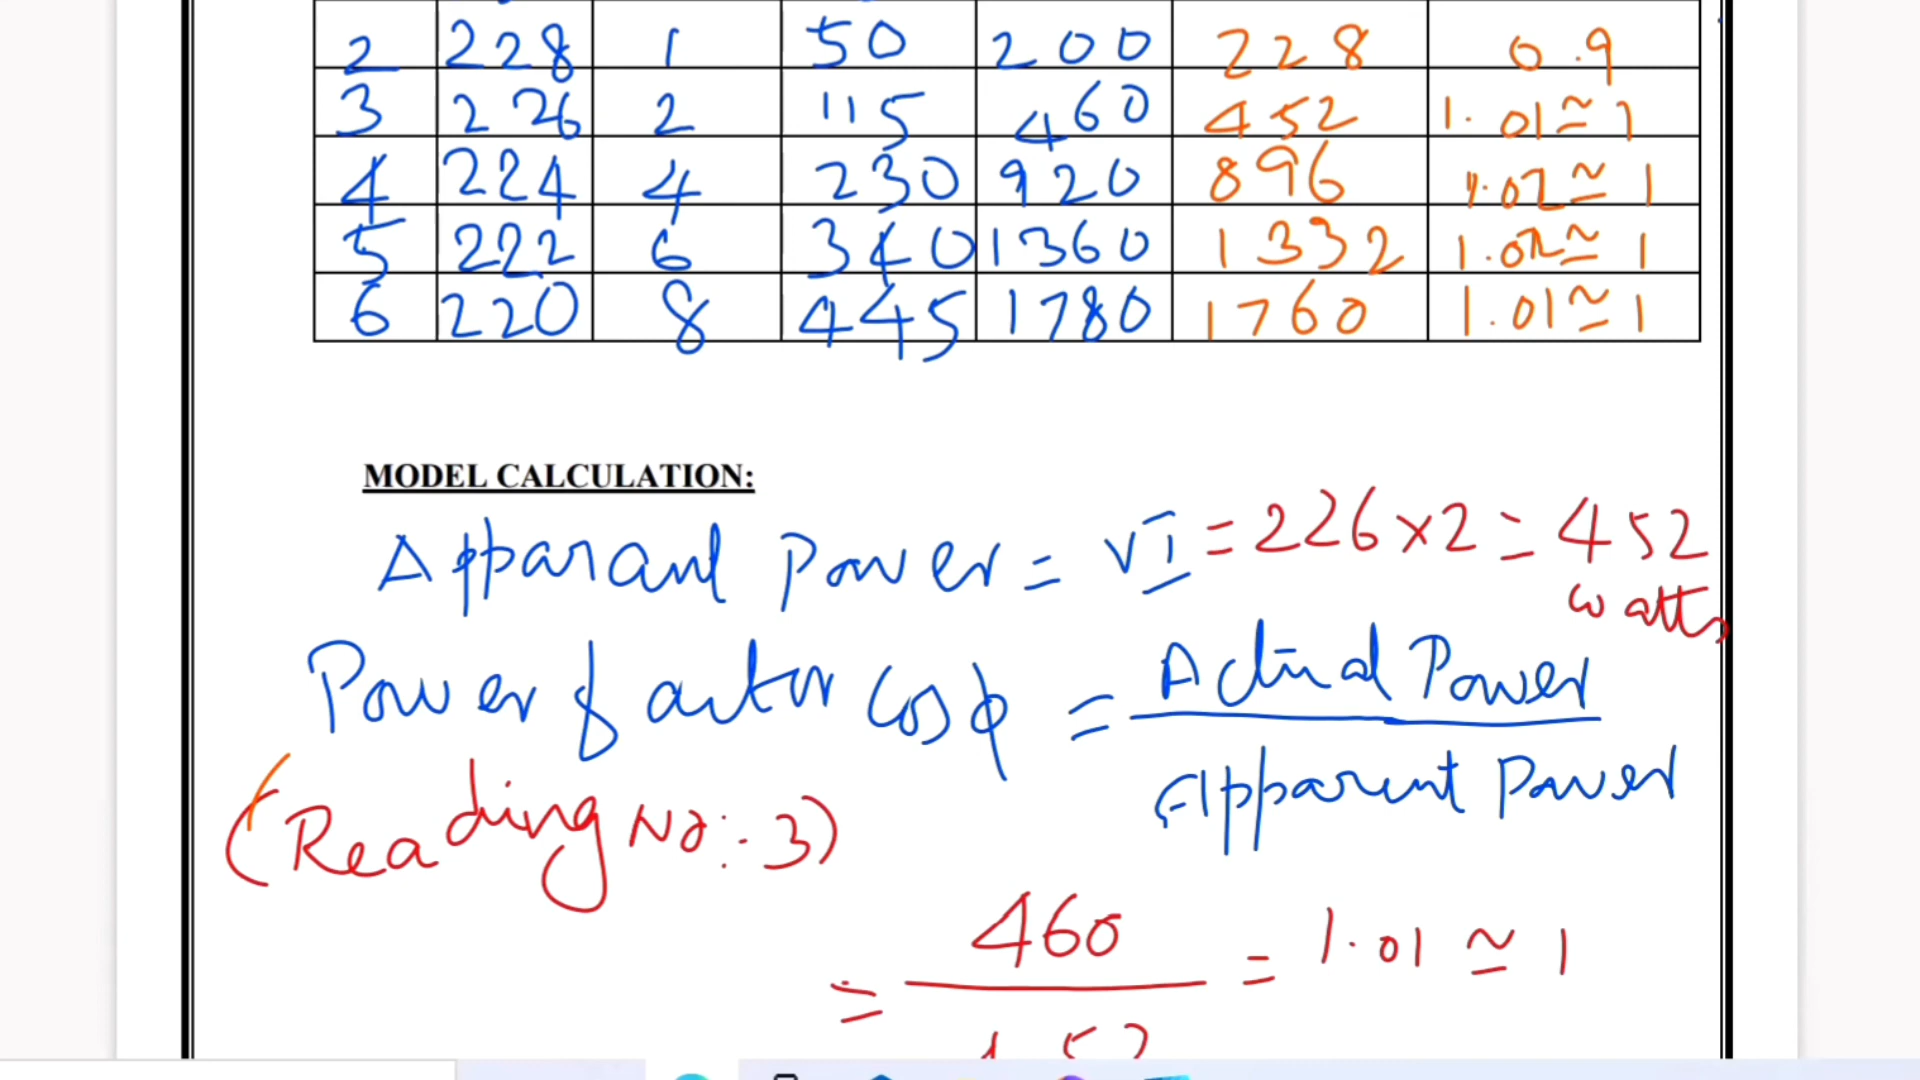 2 228 1 50 200 228 0.9
3 226 2 115 460 452 1.01 ≃ 1
4 224 4 230 920 896 1.02 ≃ 1
5 222 6 340 1360 1332 1.02 ≃ 1
6 220 8 445 1780 1760 1.01 ≃ 1
MODEL CALCULATION:
Apparant Power = VI = 226×2 = 452
watts
Power factor cosϕ = Actual Power
Apparent Power
(Reading No:-3)
= 460 = 1.01 ≃ 1
452